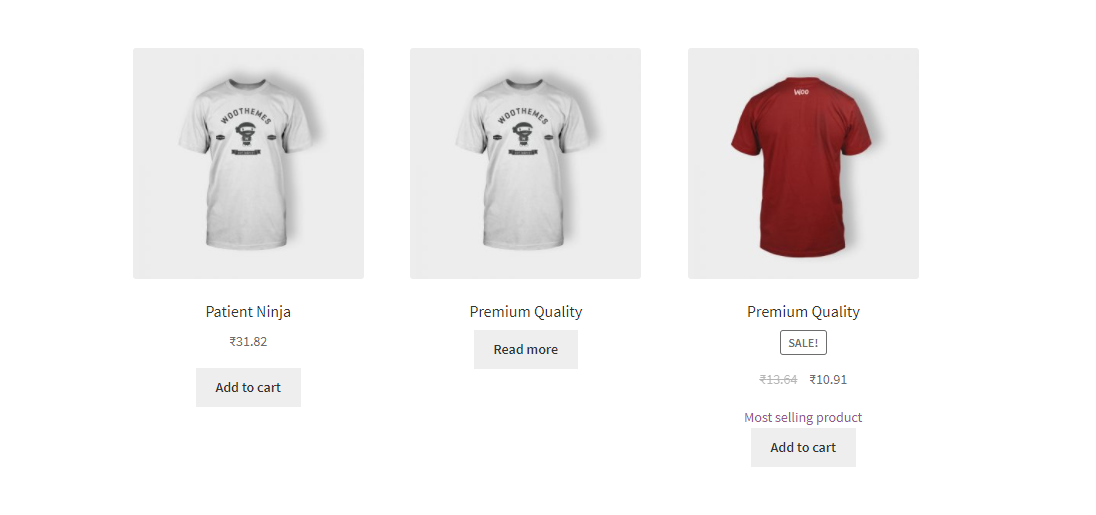 WOOTHEMES
WOOTHEMES
Woo
Patient Ninja
₹31.82
Add to cart
Premium Quality
Read more
Premium Quality
SALE!
₹13.64 ₹10.91
Most selling product
Add to cart